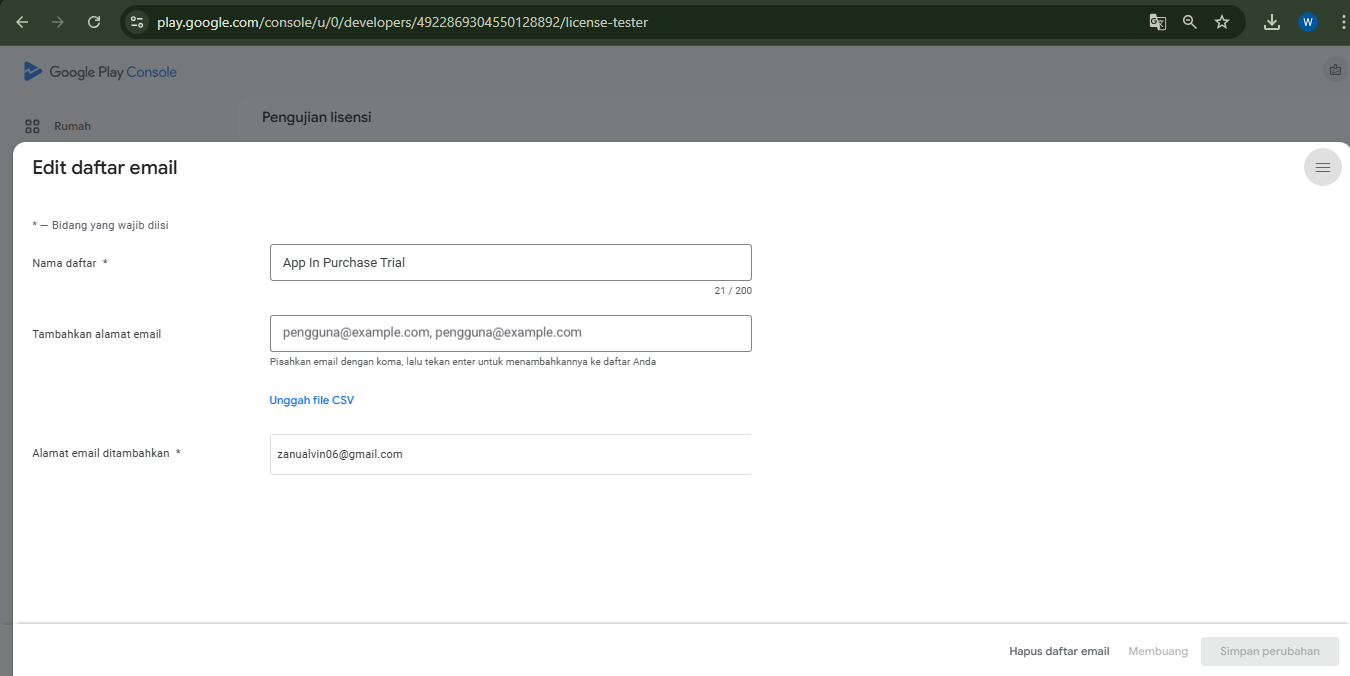 play.google.com/console/u/0/developers/4922869304550128892/license-tester
W
Google Play Console
Rumah
Pengujian lisensi
Edit daftar email
* — Bidang yang wajib diisi
Nama daftar *
App In Purchase Trial
21 / 200
Tambahkan alamat email
pengguna@example.com, pengguna@example.com
Pisahkan email dengan koma, lalu tekan enter untuk menambahkannya ke daftar Anda
Unggah file CSV
Alamat email ditambahkan *
zanualvin06@gmail.com
Hapus daftar email
Membuang
Simpan perubahan